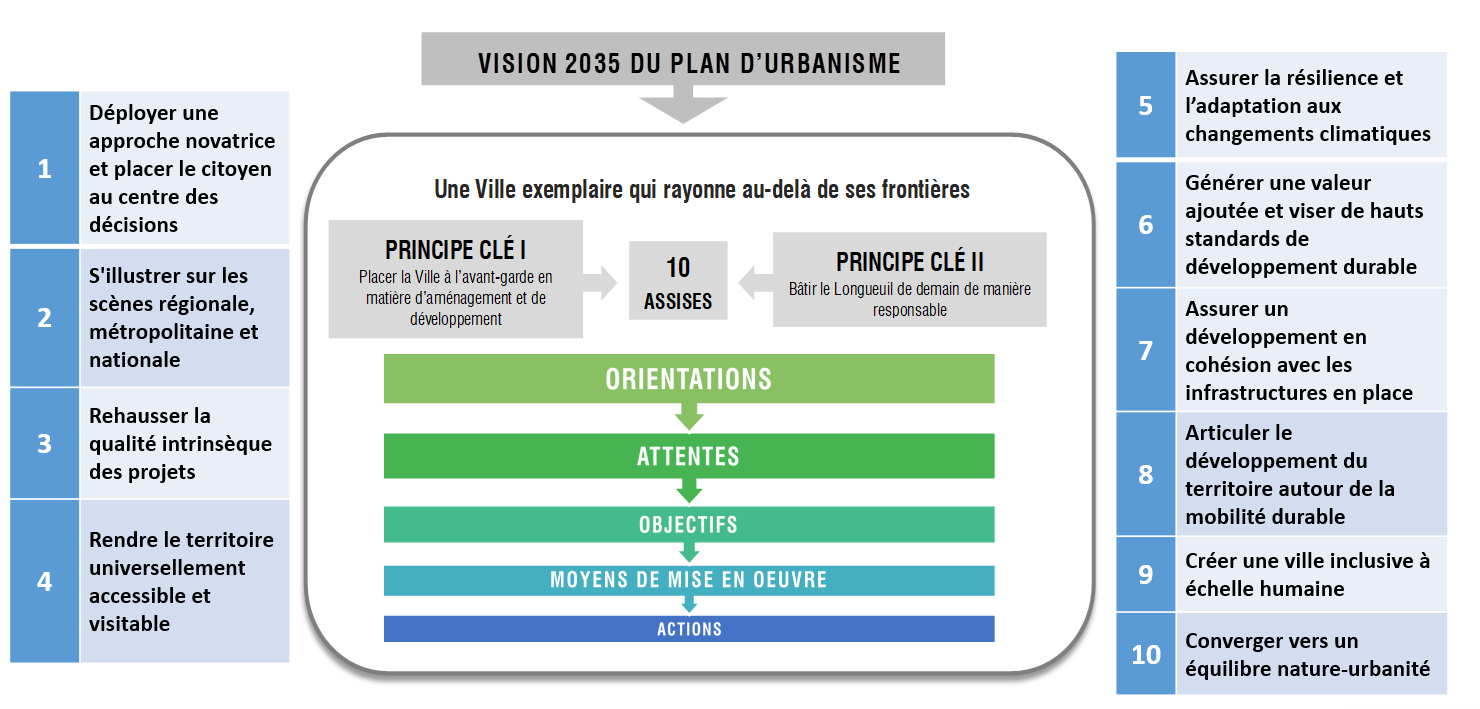 VISION 2035 DU PLAN D'URBANISME
1
Déployer une
approche novatrice
et placer le citoyen
au centre des
décisions
2
S'illustrer sur les
scènes régionale,
métropolitaine et
nationale
3
Rehausser la
qualité intrinsèque
des projets
4
Rendre le territoire
universellement
accessible et
visitable
Une Ville exemplaire qui rayonne au-delà de ses frontières
PRINCIPE CLÉ I
Placer la Ville à l'avant-garde en
matière d'aménagement et de
développement
10
ASSISES
PRINCIPE CLÉ II
Bâtir le Longueuil de demain de manière
responsable
ORIENTATIONS
ATTENTES
OBJECTIFS
MOYENS DE MISE EN OEUVRE
ACTIONS
5
Assurer la résilience et
l’adaptation aux
changements climatiques
6
Générer une valeur
ajoutée et viser de hauts
standards de
développement durable
7
Assurer un
développement en
cohésion avec les
infrastructures en place
8
Articuler le
développement du
territoire autour de la
mobilité durable
9
Créer une ville inclusive à
échelle humaine
10
Converger vers un
équilibre nature-urbanité